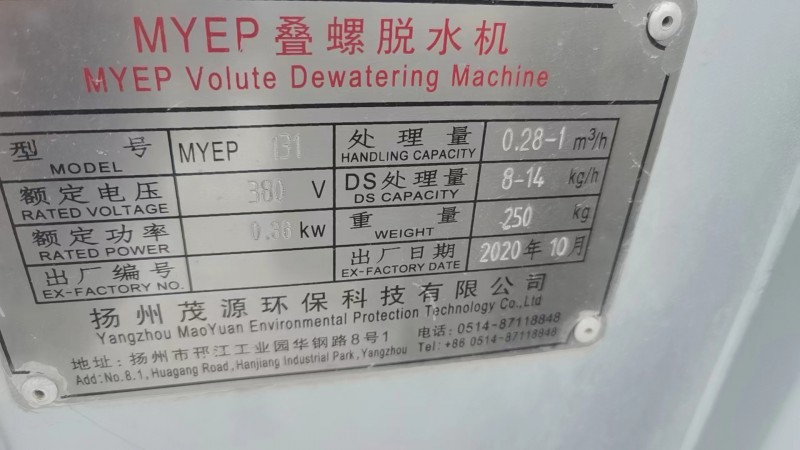 MYEP 叠螺脱水机
MYEP Volute Dewatering Machine
型号 MYEP 131 处理量 0.28-1 m³/h
MODEL HANDLING CAPACITY
额定电压 380 V DS处理量 8-14 kg/h
RATED VOLTAGE DS CAPACITY
额定功率 kw 重量 250 kg
RATED POWER WEIGHT
出厂编号 出厂日期 2020年10月
EX-FACTORY NO. EX-FACTORY DATE
扬州茂源环保科技有限公司
Yangzhou MaoYuan Environmental Protection Technology Co.,Ltd
地址:扬州市邗江工业园华钢路8号1 电话:0514-87118848
Add:No.8.1, Huagang Road, Hanjiang Industrial Park, Yangzhou Tel:+86 0514-87118848